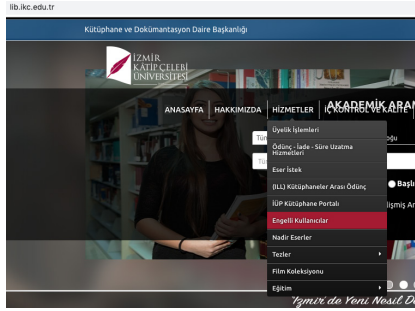 lib.ikc.edu.tr
Kütüphane ve Dokümantasyon Daire Başkanlığı
İZMİR
KÂTİP ÇELEBİ
ÜNİVERSİTESİ
AKADEMİK ARAM
ANASAYFA HAKKIMIZDA HİZMETLER İÇ KONTROL VE KALİTE
Üyelik İşlemleri
Ödünç - İade - Süre Uzatma
Hizmetleri
Eser İstek
(ILL) Kütüphaneler Arası Ödünç
İÜP Kütüphane Portalı
Engelli Kullanıcılar
Nadir Eserler
Tezler
Film Koleksiyonu
Eğitim
İzmir'de Yeni Nesil